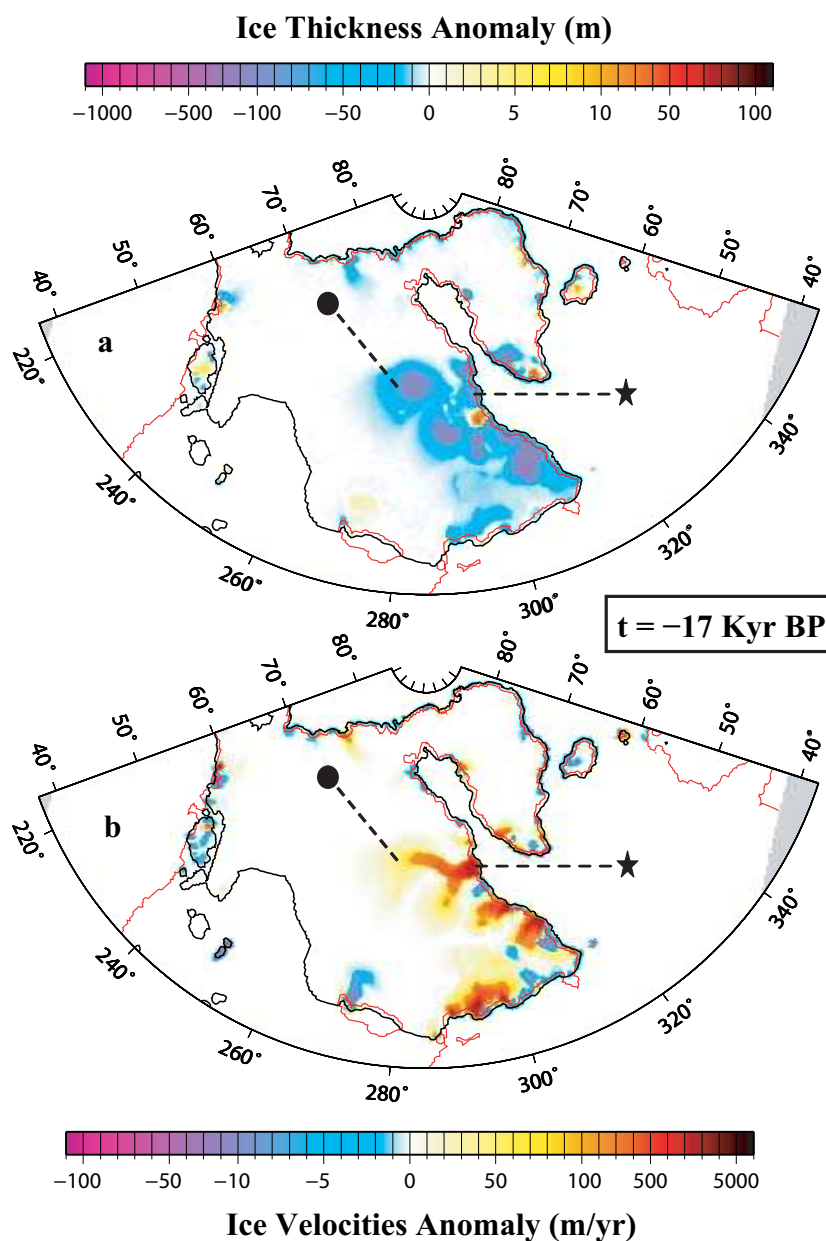 Ice Thickness Anomaly (m)
−1000 −500 −100 −50 0 5 10 50 100
40° 50° 60° 70° 80° 80° 70° 60° 50° 40°
a
220° 240° 260° 280° 300° 320° 340°
t = −17 Kyr BP
40° 50° 60° 70° 80° 80° 70° 60° 50° 40°
b
220° 240° 260° 280° 300° 320° 340°
−100 −50 −10 −5 0 50 100 500 5000
Ice Velocities Anomaly (m/yr)